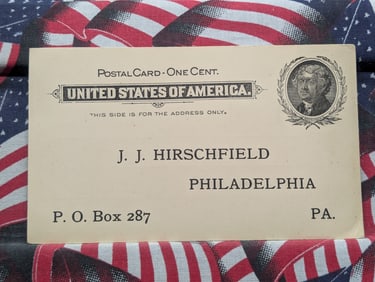 POSTAL CARD - ONE CENT.
UNITED STATES OF AMERICA.
THIS SIDE IS FOR THE ADDRESS ONLY.
J. J. HIRSCHFIELD
PHILADELPHIA
P. O. Box 287 PA.